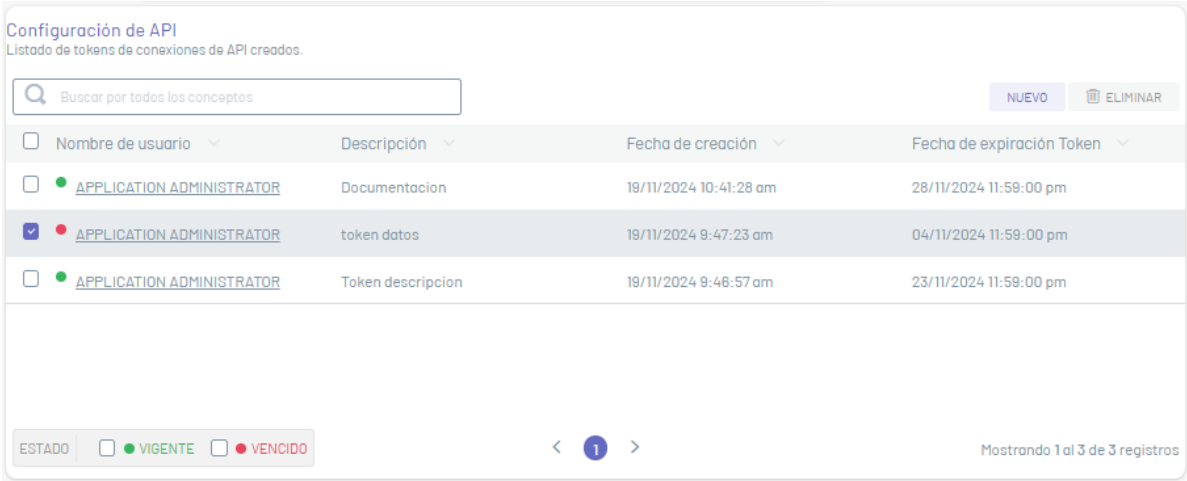 Configuración de API
Listado de tokens de conexiones de API creados.
Buscar por todos los conceptos NUEVO ELIMINAR
Nombre de usuario Descripción Fecha de creación Fecha de expiración Token
APPLICATION ADMINISTRATOR Documentacion 19/11/2024 10:41:28 am 28/11/2024 11:59:00 pm
APPLICATION ADMINISTRATOR token datos 19/11/2024 9:47:23 am 04/11/2024 11:59:00 pm
APPLICATION ADMINISTRATOR Token descripcion 19/11/2024 9:46:57 am 23/11/2024 11:59:00 pm
ESTADO VIGENTE VENCIDO < 1 > Mostrando 1 al 3 de 3 registros